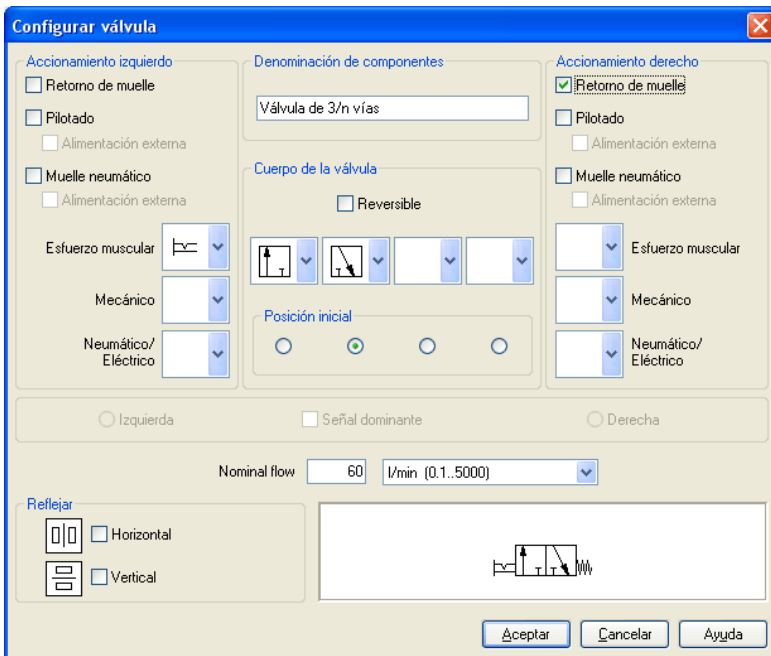 Configurar válvula
Accionamiento izquierdo
Retorno de muelle
Pilotado
Alimentación externa
Muelle neumático
Alimentación externa
Esfuerzo muscular
Mecánico
Neumático/
Eléctrico
Denominación de componentes
Válvula de 3/n vías
Cuerpo de la válvula
Reversible
Posición inicial
Accionamiento derecho
Retorno de muelle
Pilotado
Alimentación externa
Muelle neumático
Alimentación externa
Esfuerzo muscular
Mecánico
Neumático/
Eléctrico
Izquierda
Señal dominante
Derecha
Nominal flow 60 l/min (0.1..5000)
Reflejar
Horizontal
Vertical
Aceptar
Cancelar
Ayuda